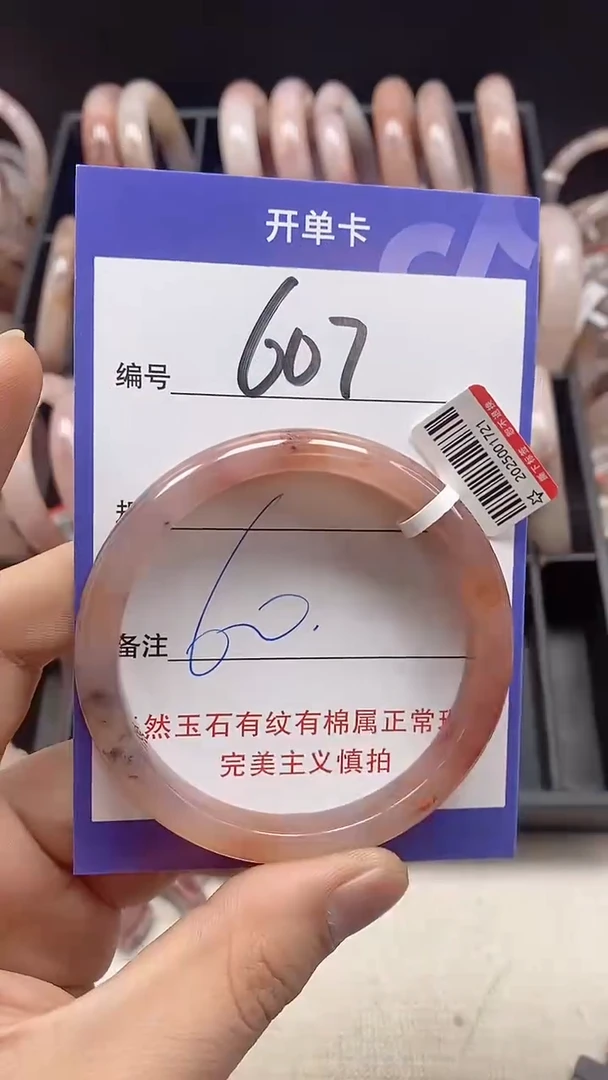 开单卡
编号 607
60.
备注
然玉石有纹有棉属正常
完美主义慎拍
2025001721